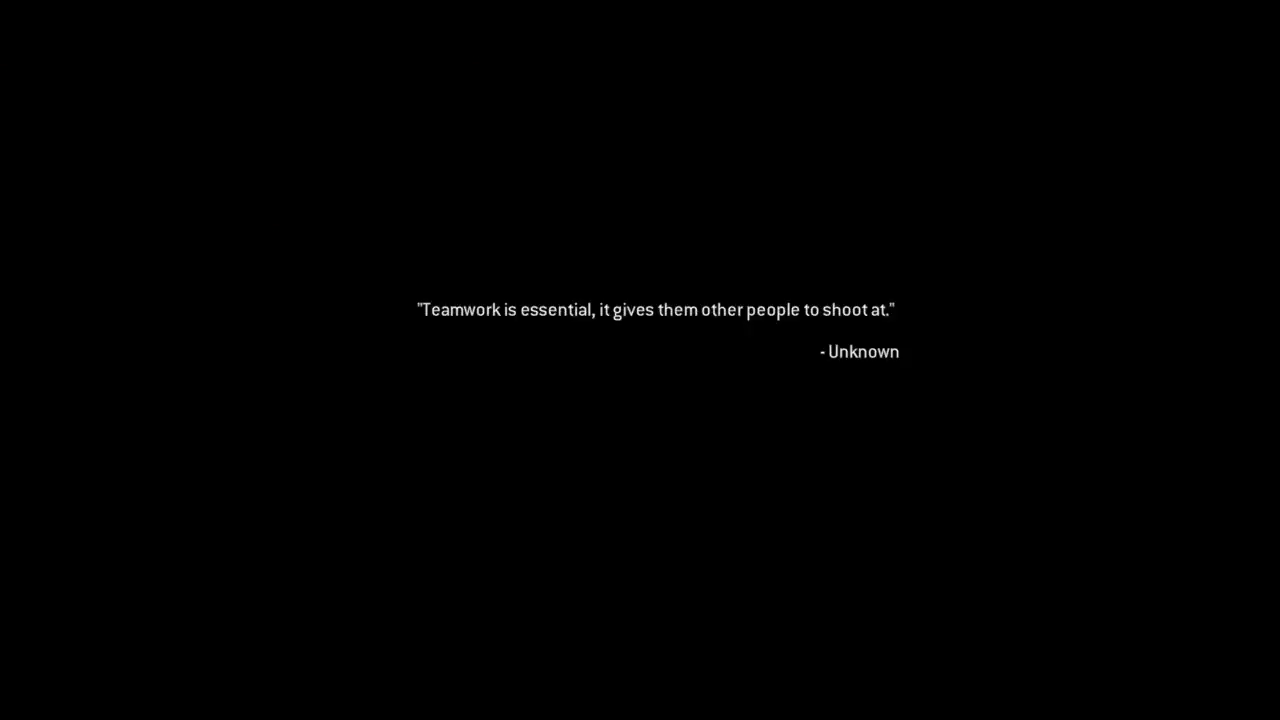 "Teamwork is essential, it gives them other people to shoot at."
- Unknown